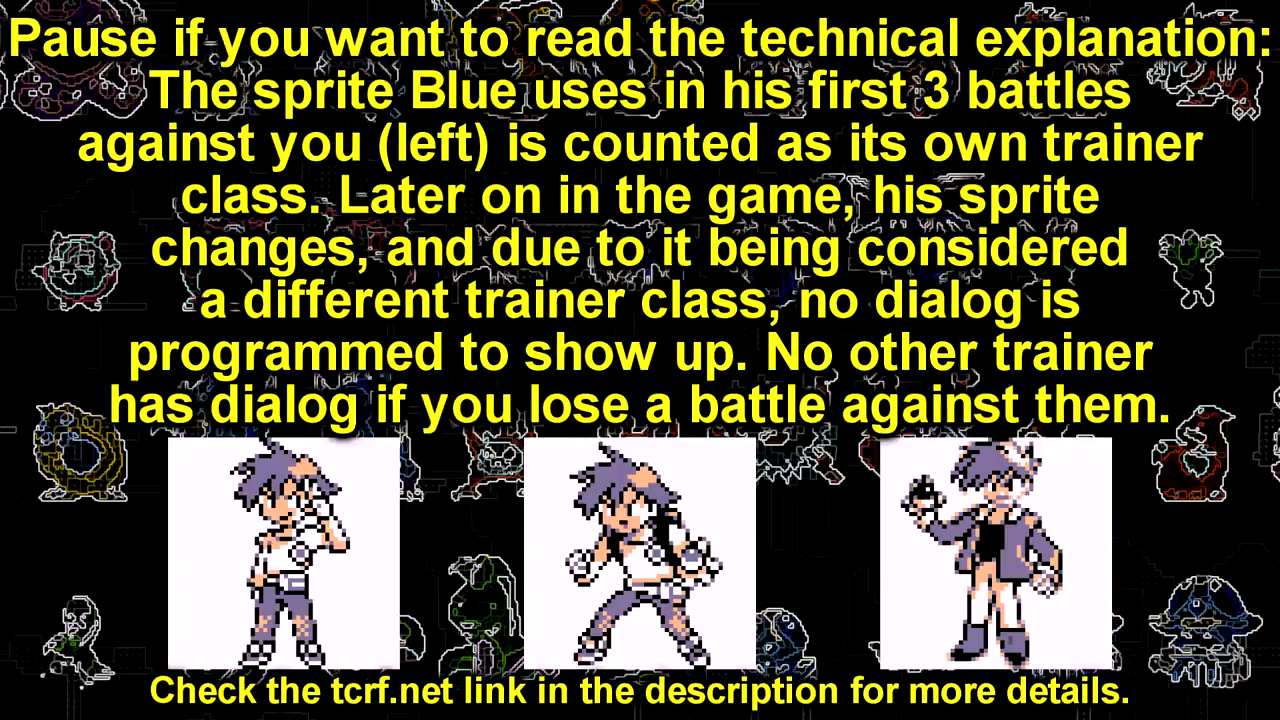 Pause if you want to read the technical explanation:
The sprite Blue uses in his first 3 battles
against you (left) is counted as its own trainer
class. Later on in the game, his sprite
changes, and due to it being considered
a different trainer class, no dialog is
programmed to show up. No other trainer
has dialog if you lose a battle against them.
Check the tcrf.net link in the description for more details.